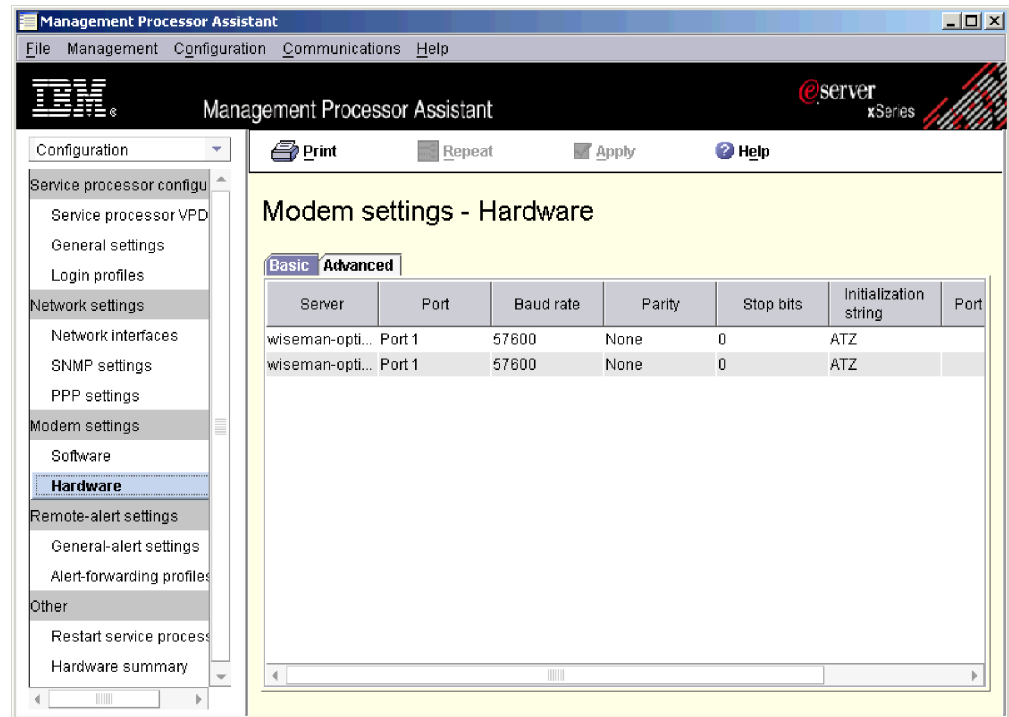 Management Processor Assistant
File Management Configuration Communications Help
IBM®
Management Processor Assistant
eserver
xSeries
Configuration
Print Repeat Apply Help
Service processor configu
Service processor VPD
General settings
Login profiles
Network settings
Network interfaces
SNMP settings
PPP settings
Modem settings
Software
Hardware
Remote-alert settings
General-alert settings
Alert-forwarding profiles
Other
Restart service process
Hardware summary
Modem settings - Hardware
Basic Advanced
Server Port Baud rate Parity Stop bits Initialization string Port
wiseman-opti... Port 1 57600 None 0 ATZ
wiseman-opti... Port 1 57600 None 0 ATZ